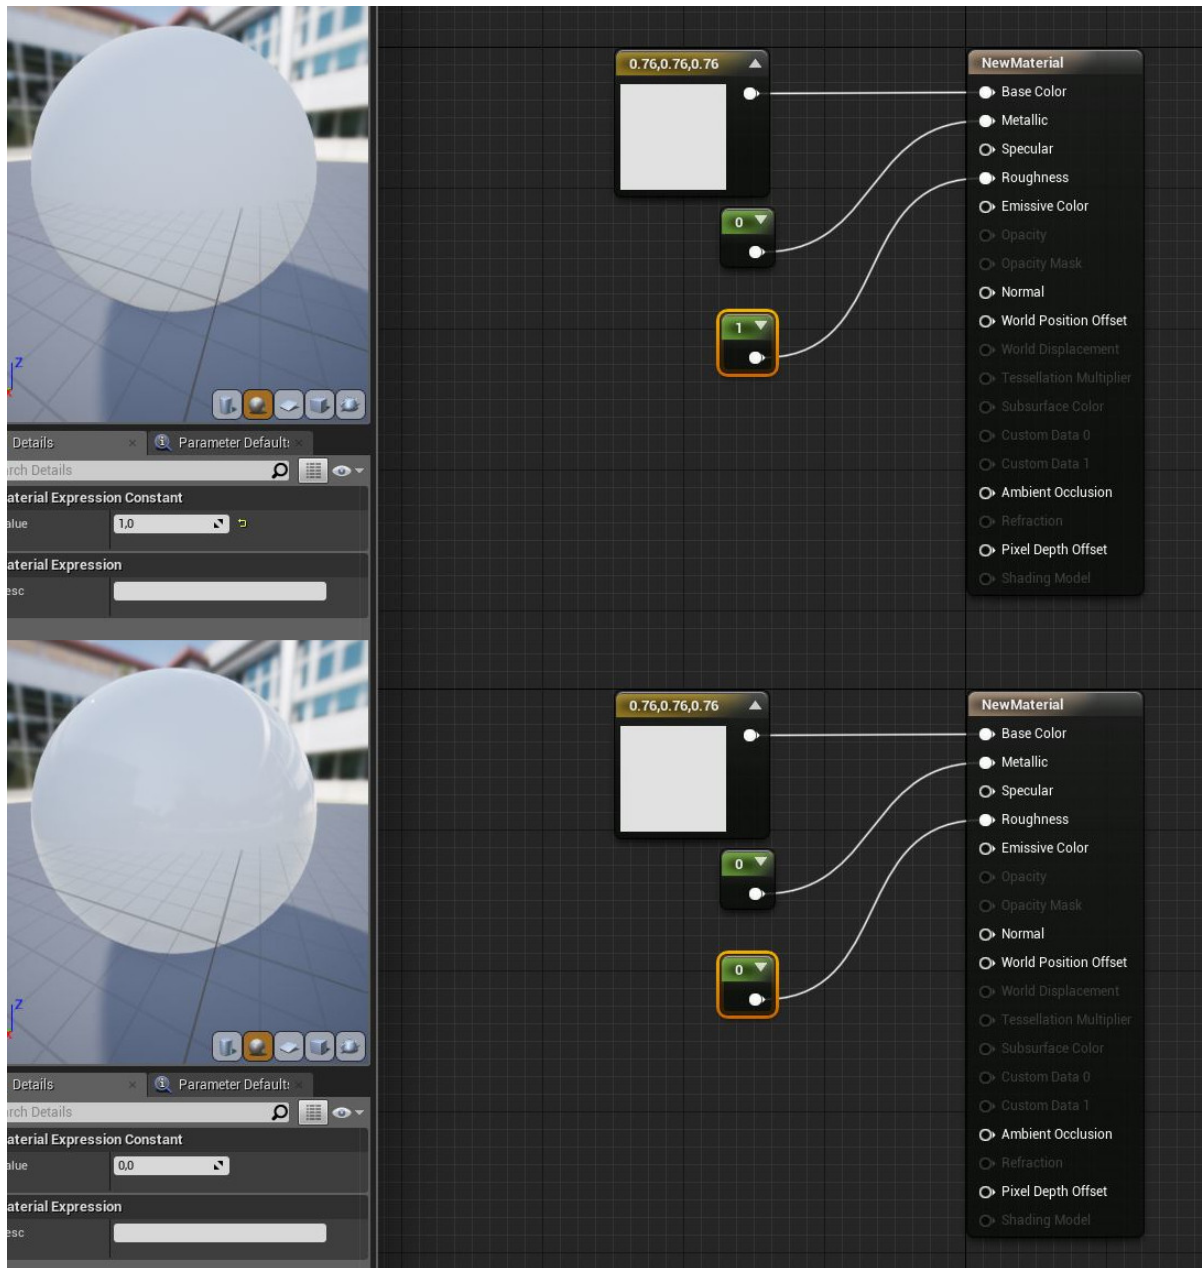 0.76,0.76,0.76
NewMaterial
Base Color
Metallic
Specular
Roughness
0
Emissive Color
Opacity
Opacity Mask
Normal
1
World Position Offset
World Displacement
Z
Tessellation Multiplier
Subsurface Color
Custom Data 0
Details
Parameter Default
Custom Data 1
rch Details
Ambient Occlusion
aterial Expression Constant
Refraction
alue
1,0
Pixel Depth Offset
aterial Expression
Shading Model
esc
0.76,0.76,0.76
NewMaterial
Base Color
Metallic
Specular
Roughness
0
Emissive Color
Opacity
Opacity Mask
Normal
0
World Position Offset
World Displacement
Z
Tessellation Multiplier
Subsurface Color
Custom Data 0
Details
Parameter Default
Custom Data 1
rch Details
Ambient Occlusion
aterial Expression Constant
Refraction
alue
0,0
Pixel Depth Offset
aterial Expression
Shading Model
esc